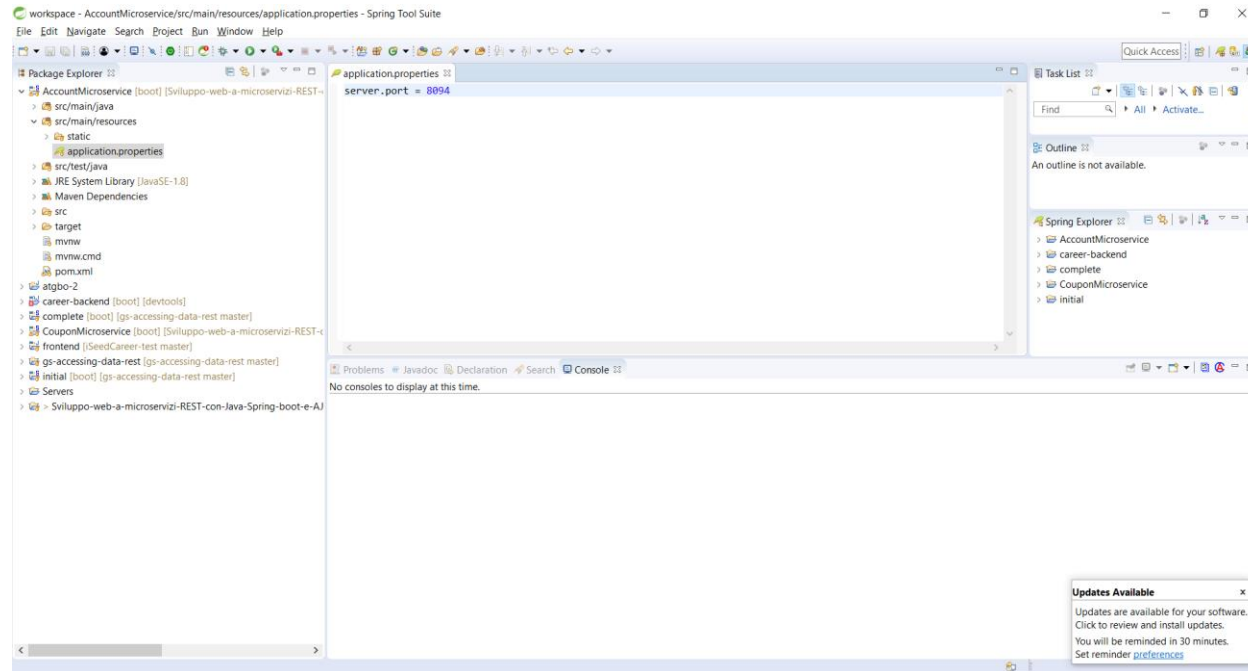 workspace - AccountMicroservice/src/main/resources/application.properties - Spring Tool Suite
File Edit Navigate Search Project Run Window Help
Quick Access
Package Explorer
AccountMicroservice [boot] [Sviluppo-web-a-microservizi-REST-
src/main/java
src/main/resources
static
application.properties
src/test/java
JRE System Library [JavaSE-1.8]
Maven Dependencies
src
target
mvnw
mvnw.cmd
pom.xml
atgbo-2
career-backend [boot] [devtools]
complete [boot] [gs-accessing-data-rest master]
CouponMicroservice [boot] [Sviluppo-web-a-microservizi-REST-c
frontend [iSeedCareer-test master]
gs-accessing-data-rest [gs-accessing-data-rest master]
initial [boot] [gs-accessing-data-rest master]
Servers
> Sviluppo-web-a-microservizi-REST-con-Java-Spring-boot-e-AJ
application.properties
server.port = 8094
Problems Javadoc Declaration Search Console
No consoles to display at this time.
Task List
Find All Activate...
Outline
An outline is not available.
Spring Explorer
AccountMicroservice
career-backend
complete
CouponMicroservice
initial
Updates Available x
Updates are available for your software.
Click to review and install updates.
You will be reminded in 30 minutes.
Set reminder preferences